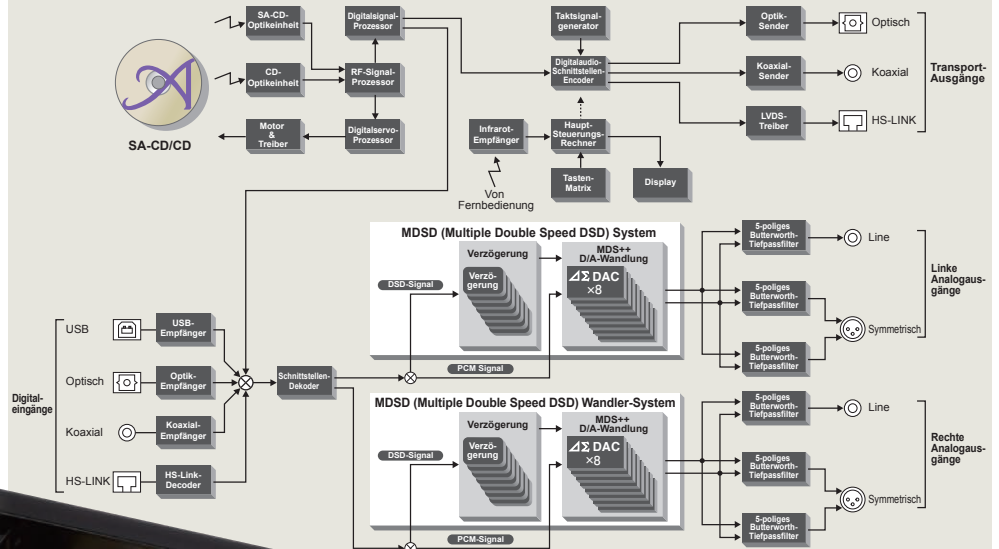 SA-CD-
Optikeinheit
Digitalsignal-
Prozessor
Taktsignal-
generator
Optik-
Sender
Optisch
CD-
Optikeinheit
RF-Signal-
Prozessor
Digitalaudio-
Schnittstellen-
Encoder
Koaxial-
Sender
Koaxial
Transport-
Ausgänge
Motor
&
Treiber
Digitalservo-
Prozessor
Infrarot-
Empfänger
Haupt-
Steuerungs-
Rechner
LVDS-
Treiber
HS-LINK
SA-CD/CD
Von
Fernbedienung
Tasten-
Matrix
Display
MDSD (Multiple Double Speed DSD) System
Verzögerung
MDS++
D/A-Wandlung
Verzö-
gerung
⊿Σ DAC
×8
DSD-Signal
PCM Signal
5-poliges
Butterworth-
Tiefpassfilter
Line
5-poliges
Butterworth-
Tiefpassfilter
Symmetrisch
5-poliges
Butterworth-
Tiefpassfilter
Linke
Analogaus-
gänge
Digital-
eingänge
USB
USB-
Empfänger
Optisch
Optik-
Empfänger
Schnittstellen-
Dekoder
Koaxial
Koaxial-
Empfänger
HS-LINK
HS-Link-
Decoder
MDSD (Multiple Double Speed DSD) Wandler-System
Verzögerung
MDS++
D/A-Wandlung
Verzö-
gerung
⊿Σ DAC
×8
DSD-Signal
PCM-Signal
5-poliges
Butterworth-
Tiefpassfilter
Line
5-poliges
Butterworth-
Tiefpassfilter
Symmetrisch
5-poliges
Butterworth-
Tiefpassfilter
Rechte
Analogaus-
gänge